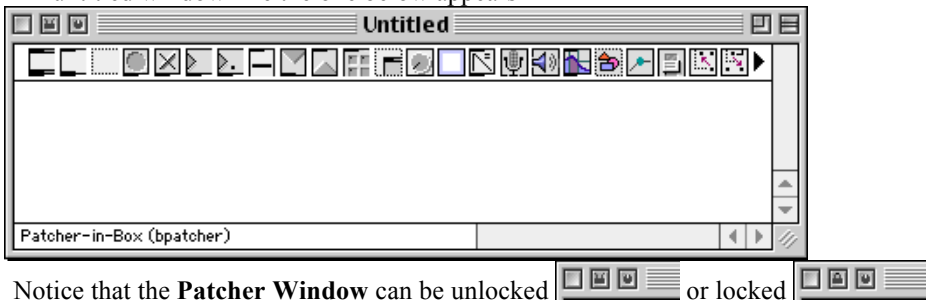 Untitled
Patcher-in-Box (bpatcher)
Notice that the Patcher Window can be unlocked or locked